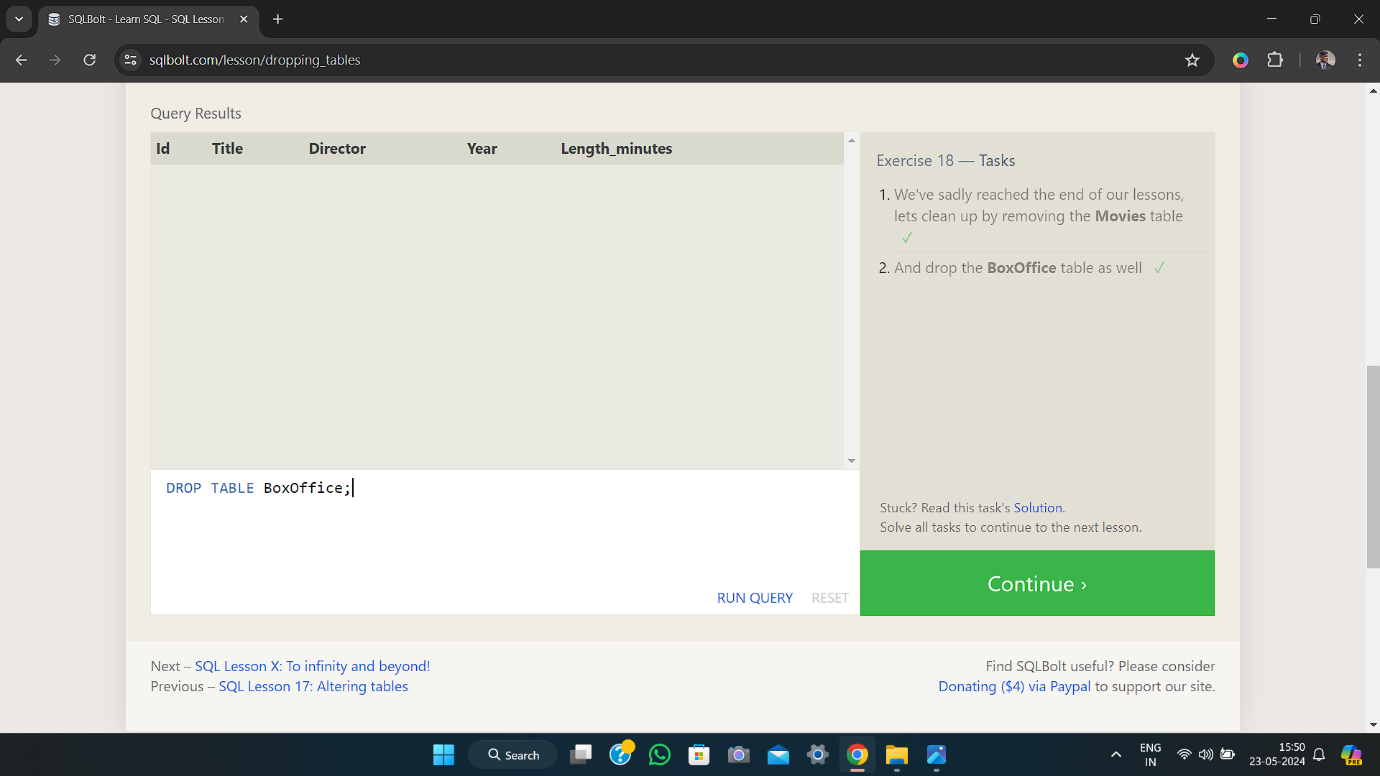 SQLBolt - Learn SQL - SQL Lesson
sqlbolt.com/lesson/dropping_tables
Query Results
Id Title Director Year Length_minutes
Exercise 18 — Tasks
1. We've sadly reached the end of our lessons,
lets clean up by removing the Movies table
✓
2. And drop the BoxOffice table as well ✓
DROP TABLE BoxOffice;
Stuck? Read this task's Solution.
Solve all tasks to continue to the next lesson.
RUN QUERY RESET
Continue ›
Next – SQL Lesson X: To infinity and beyond!
Previous – SQL Lesson 17: Altering tables
Find SQLBolt useful? Please consider
Donating ($4) via Paypal to support our site.
Search
ENG
IN
15:50
23-05-2024
PRE